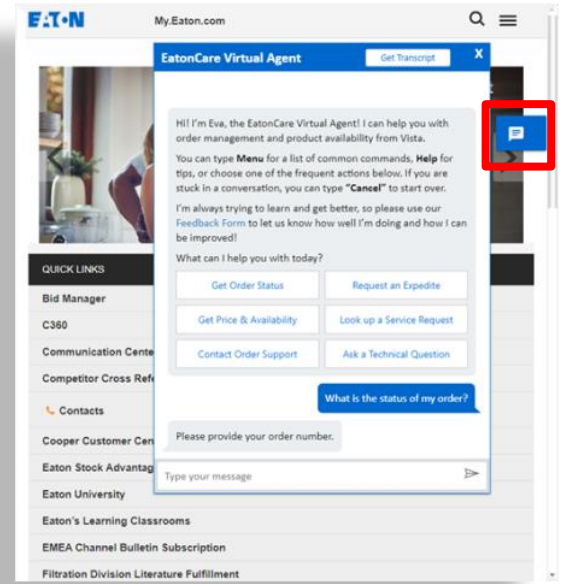 EATON
My.Eaton.com
EatonCare Virtual Agent
Get Transcript
X
Hi! I'm Eva, the EatonCare Virtual Agent! I can help you with
order management and product availability from Vista.
You can type Menu for a list of common commands, Help for
tips, or choose one of the frequent actions below. If you are
stuck in a conversation, you can type "Cancel" to start over.
I'm always trying to learn and get better, so please use our
Feedback Form to let us know how well I'm doing and how I can
be improved!
What can I help you with today?
Get Order Status
Request an Expedite
Get Price & Availability
Look up a Service Request
Contact Order Support
Ask a Technical Question
What is the status of my order?
Please provide your order number.
Type your message
QUICK LINKS
Bid Manager
C360
Communication Cente
Competitor Cross Refe
Contacts
Cooper Customer Cen
Eaton Stock Advantag
Eaton University
Eaton's Learning Classrooms
EMEA Channel Bulletin Subscription
Filtration Division Literature Fulfillment